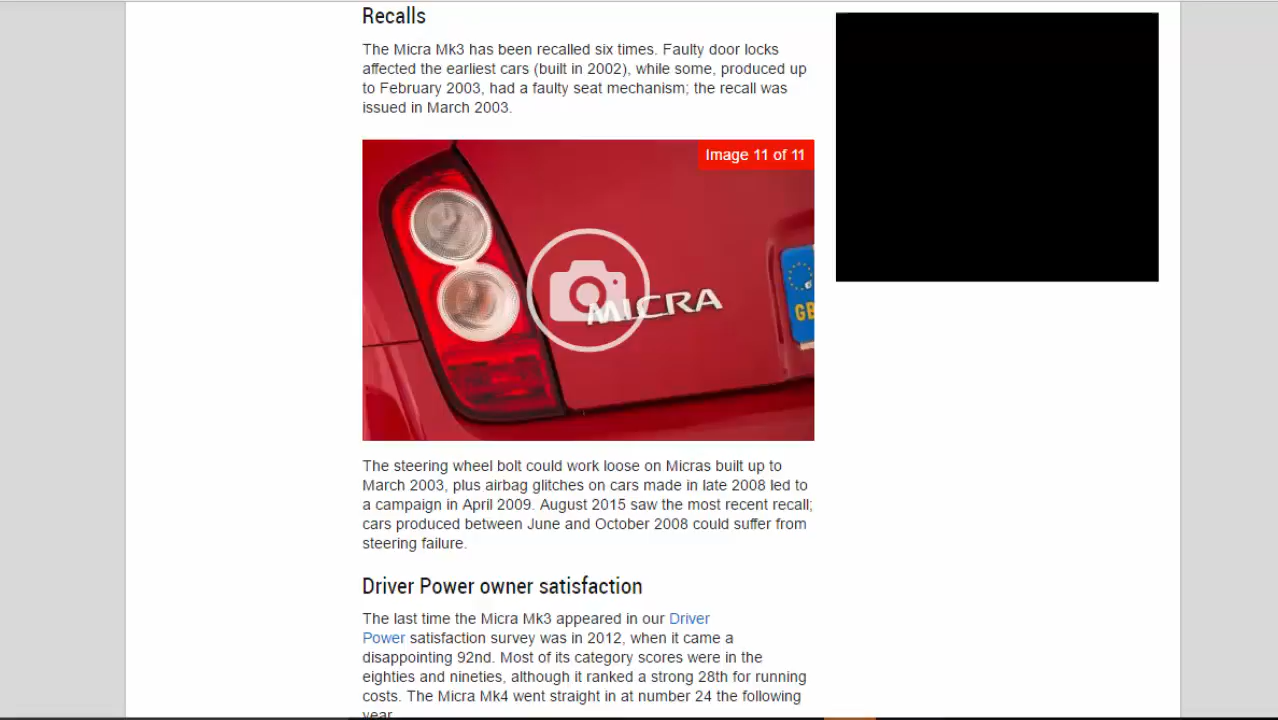 Recalls
The Micra Mk3 has been recalled six times. Faulty door locks
affected the earliest cars (built in 2002), while some, produced up
to February 2003, had a faulty seat mechanism; the recall was
issued in March 2003.
Image 11 of 11
MICRA
GB
The steering wheel bolt could work loose on Micras built up to
March 2003, plus airbag glitches on cars made in late 2008 led to
a campaign in April 2009. August 2015 saw the most recent recall;
cars produced between June and October 2008 could suffer from
steering failure.
Driver Power owner satisfaction
The last time the Micra Mk3 appeared in our Driver
Power satisfaction survey was in 2012, when it came a
disappointing 92nd. Most of its category scores were in the
eighties and nineties, although it ranked a strong 28th for running
costs. The Micra Mk4 went straight in at number 24 the following
year.